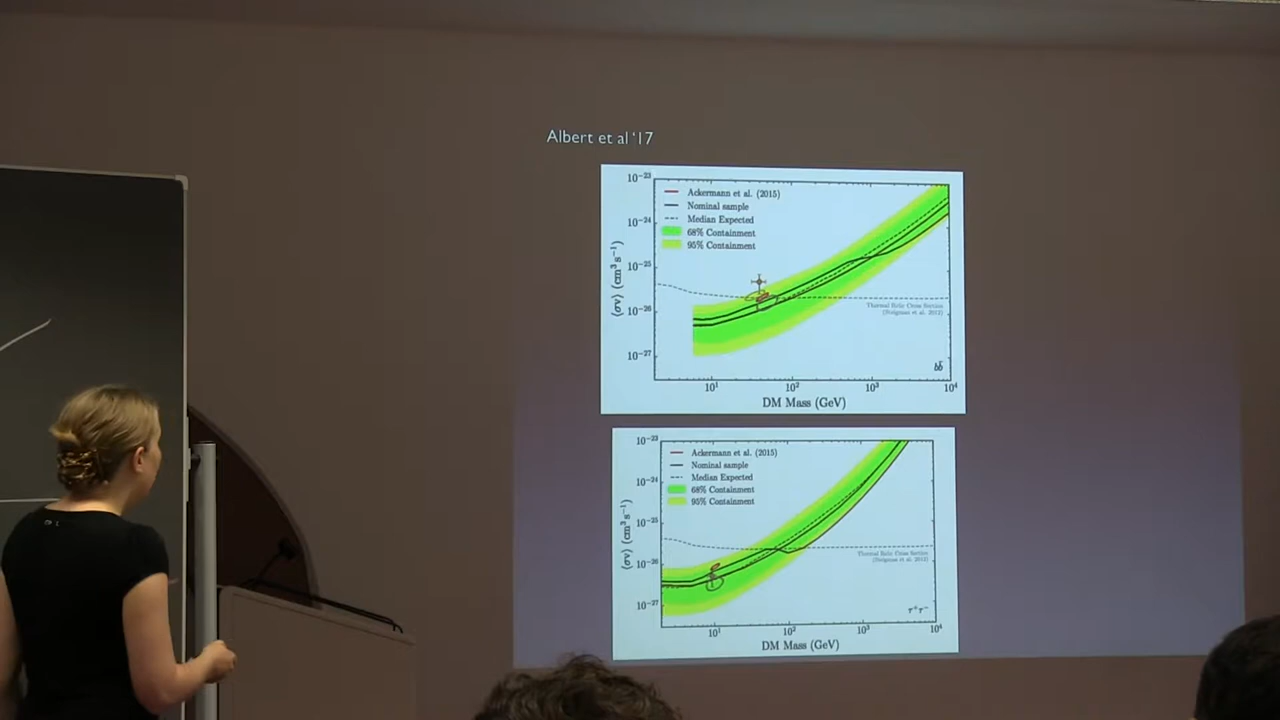 Albert et al '17
10⁻²³
10⁻²⁴
10⁻²⁵
10⁻²⁶
10⁻²⁷
⟨σv⟩ (cm³ s⁻¹)
Ackermann et al. (2015)
Nominal sample
Median Expected
68% Containment
95% Containment
Thermal Relic Cross Section
(Steigman et al. 2012)
bb̄
10¹ 10² 10³ 10⁴
DM Mass (GeV)
10⁻²³
10⁻²⁴
10⁻²⁵
10⁻²⁶
10⁻²⁷
⟨σv⟩ (cm³ s⁻¹)
Ackermann et al. (2015)
Nominal sample
Median Expected
68% Containment
95% Containment
Thermal Relic Cross Section
(Steigman et al. 2012)
τ⁺τ⁻
10¹ 10² 10³ 10⁴
DM Mass (GeV)